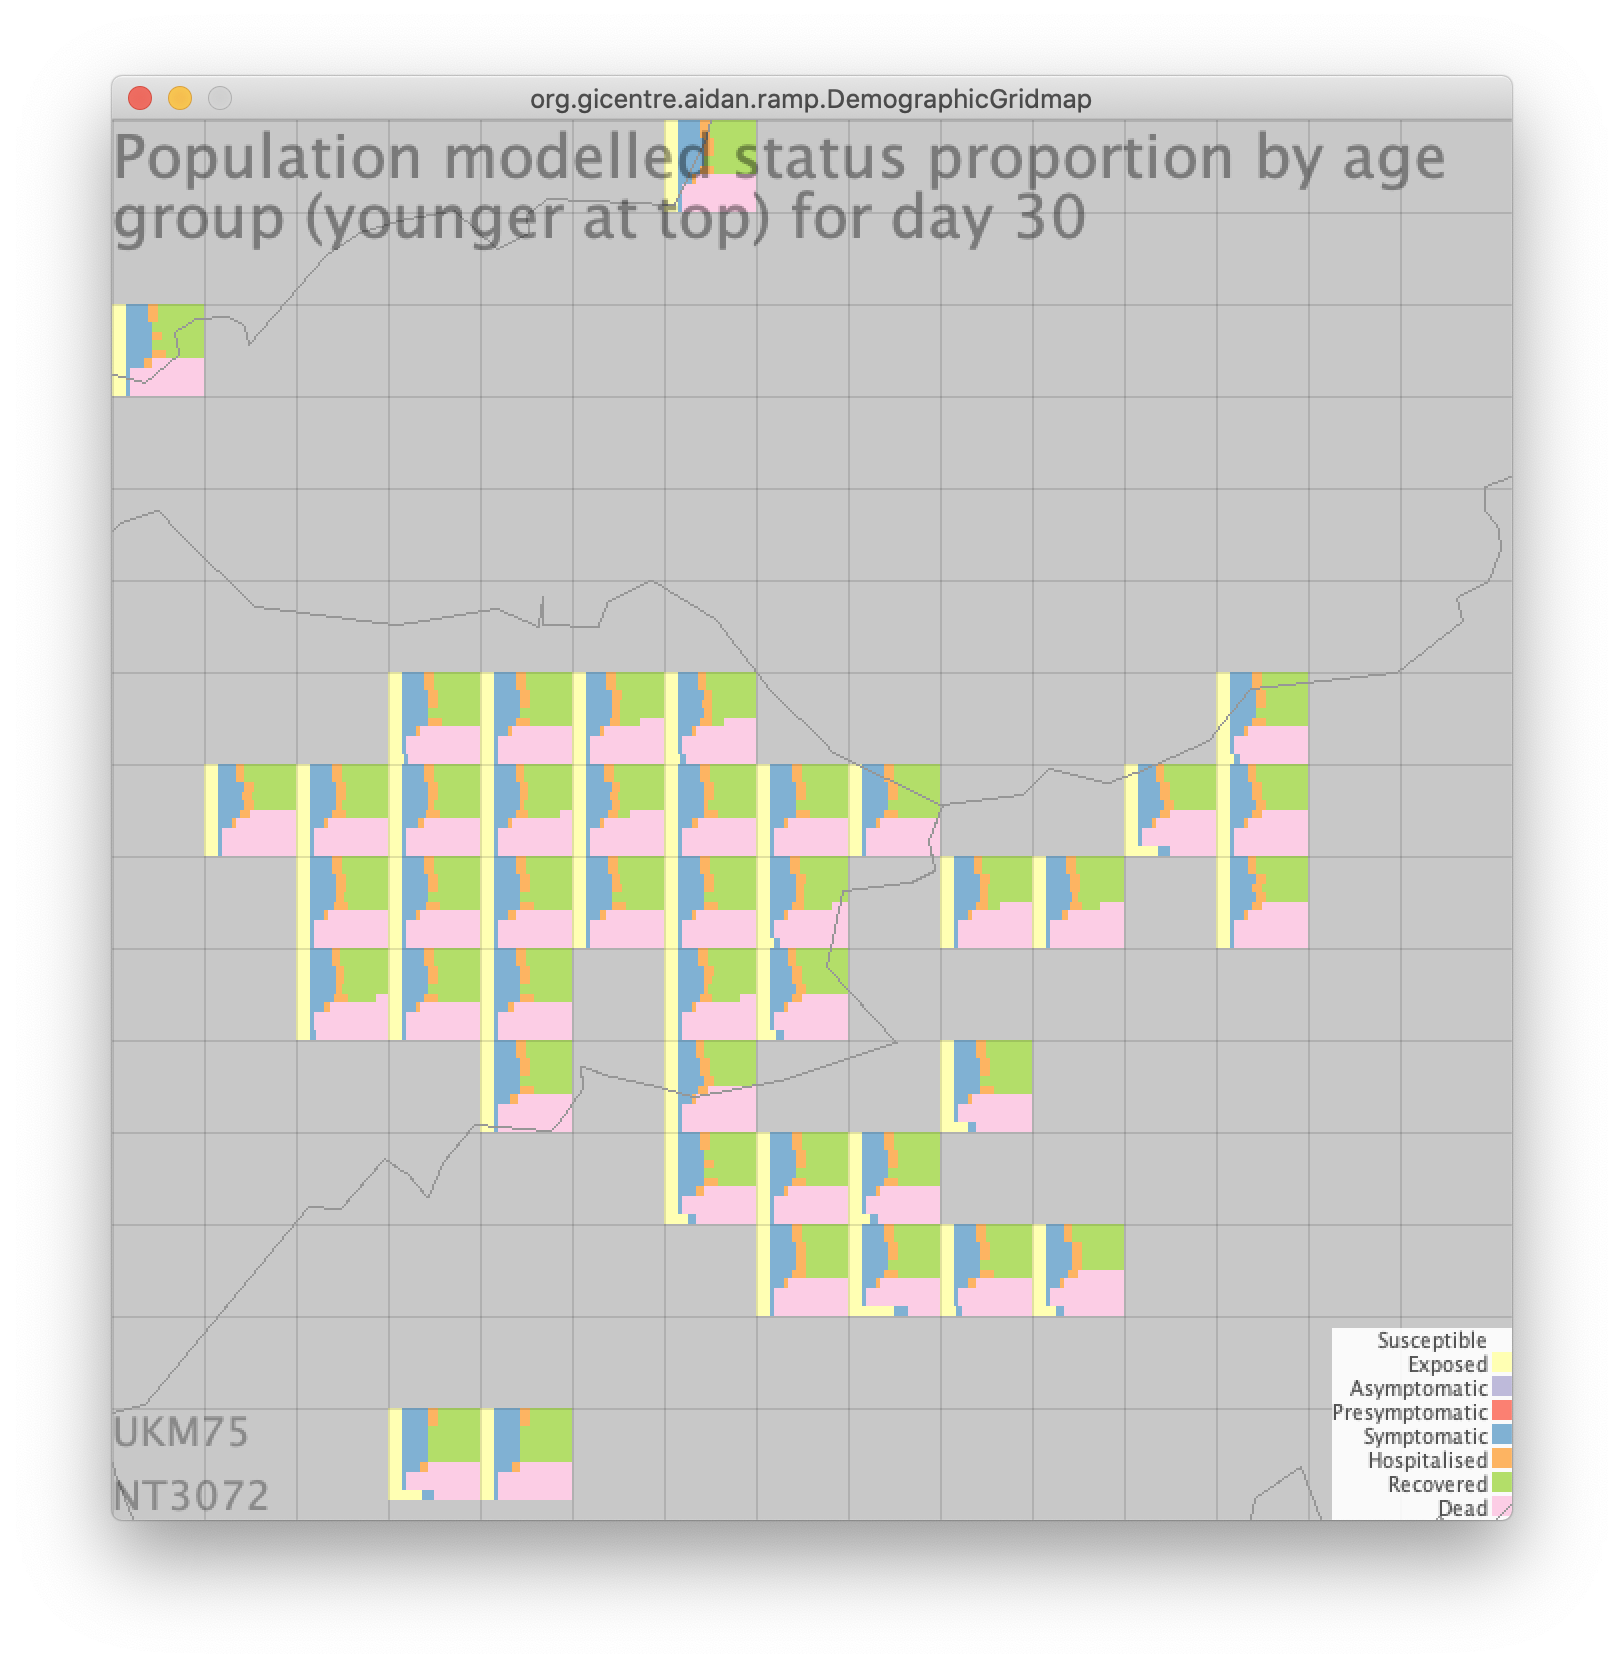 org.gicentre.aidan.ramp.DemographicGridmap
Population modelled status proportion by age
group (younger at top) for day 30
UKM75
NT3072
Susceptible
Exposed
Asymptomatic
Presymptomatic
Symptomatic
Hospitalised
Recovered
Dead